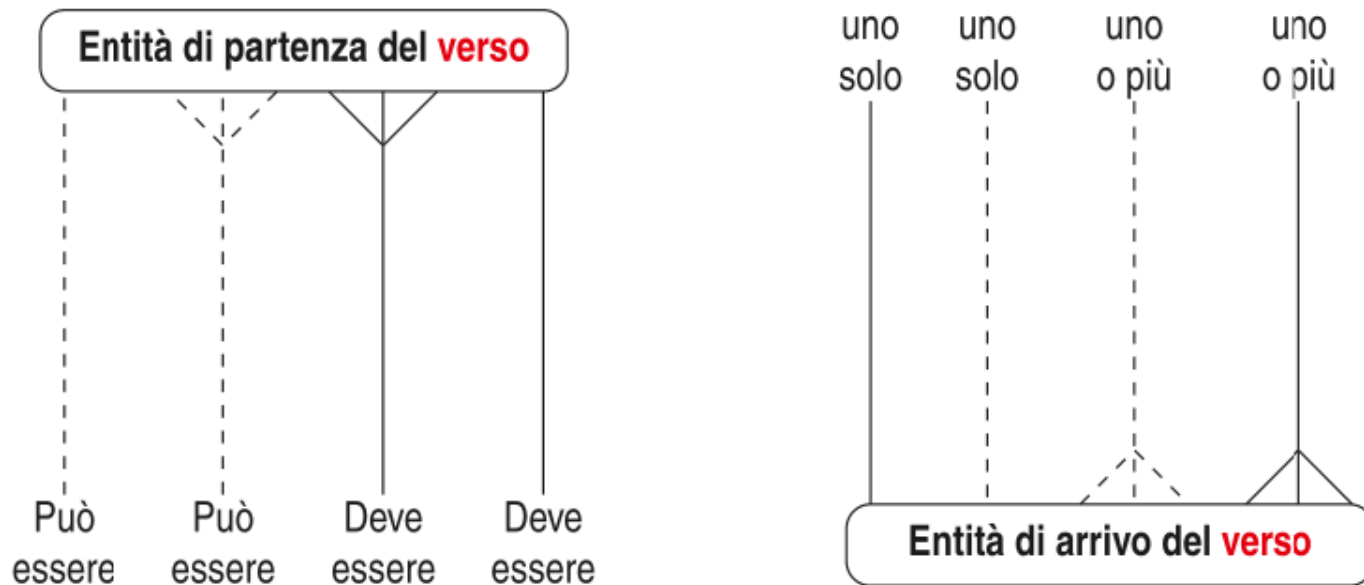 Entità di partenza del verso
Può essere
Può essere
Deve essere
Deve essere
uno solo
uno solo
uno o più
uno o più
Entità di arrivo del verso